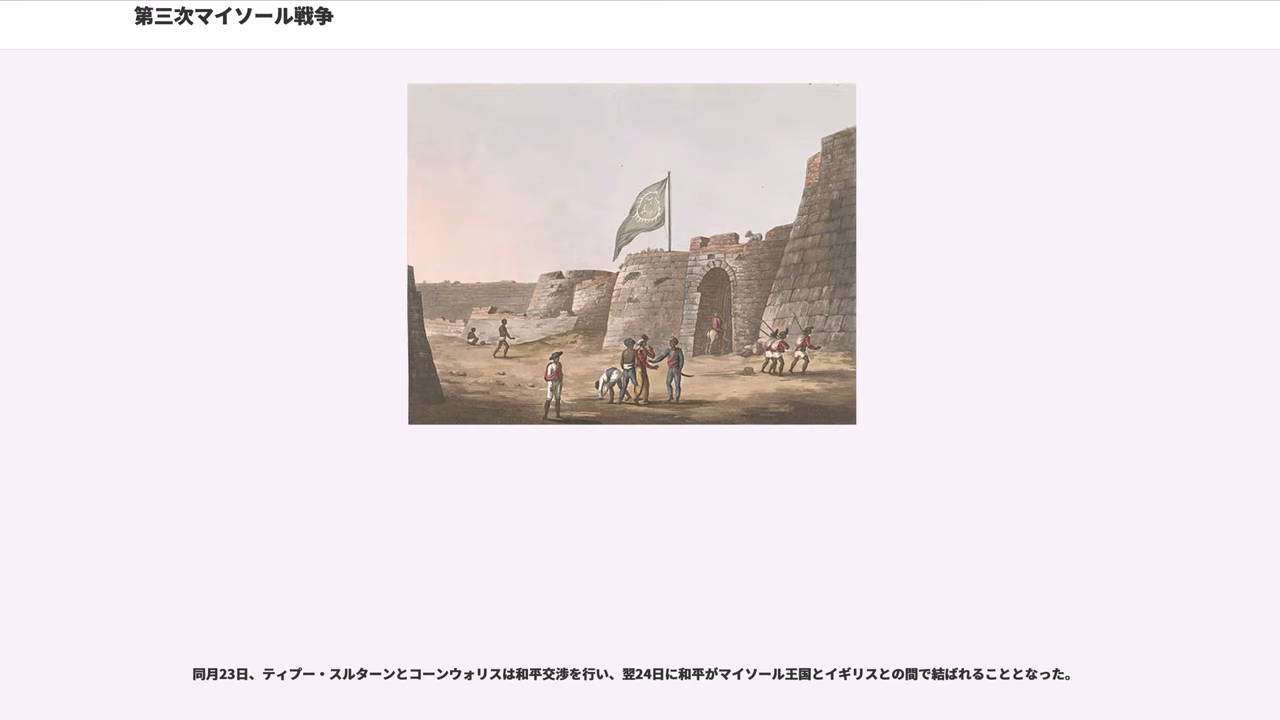 第三次マイソール戦争
同月23日、ティプー・スルターンとコーンウォリスは和平交渉を行い、翌24日に和平がマイソール王国とイギリスとの間で結ばれることとなった。